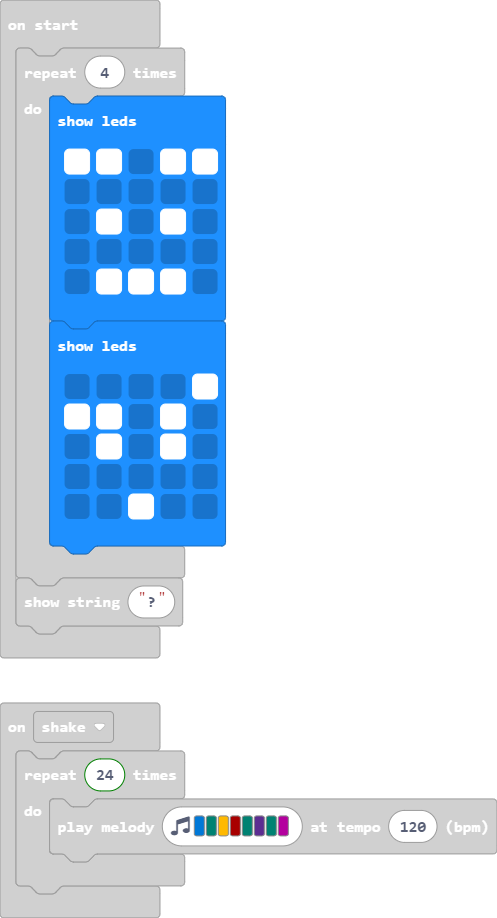 on start
repeat 4 times
do
show leds
show leds
show string "?"
on shake
repeat 24 times
do
play melody at tempo 120 (bpm)